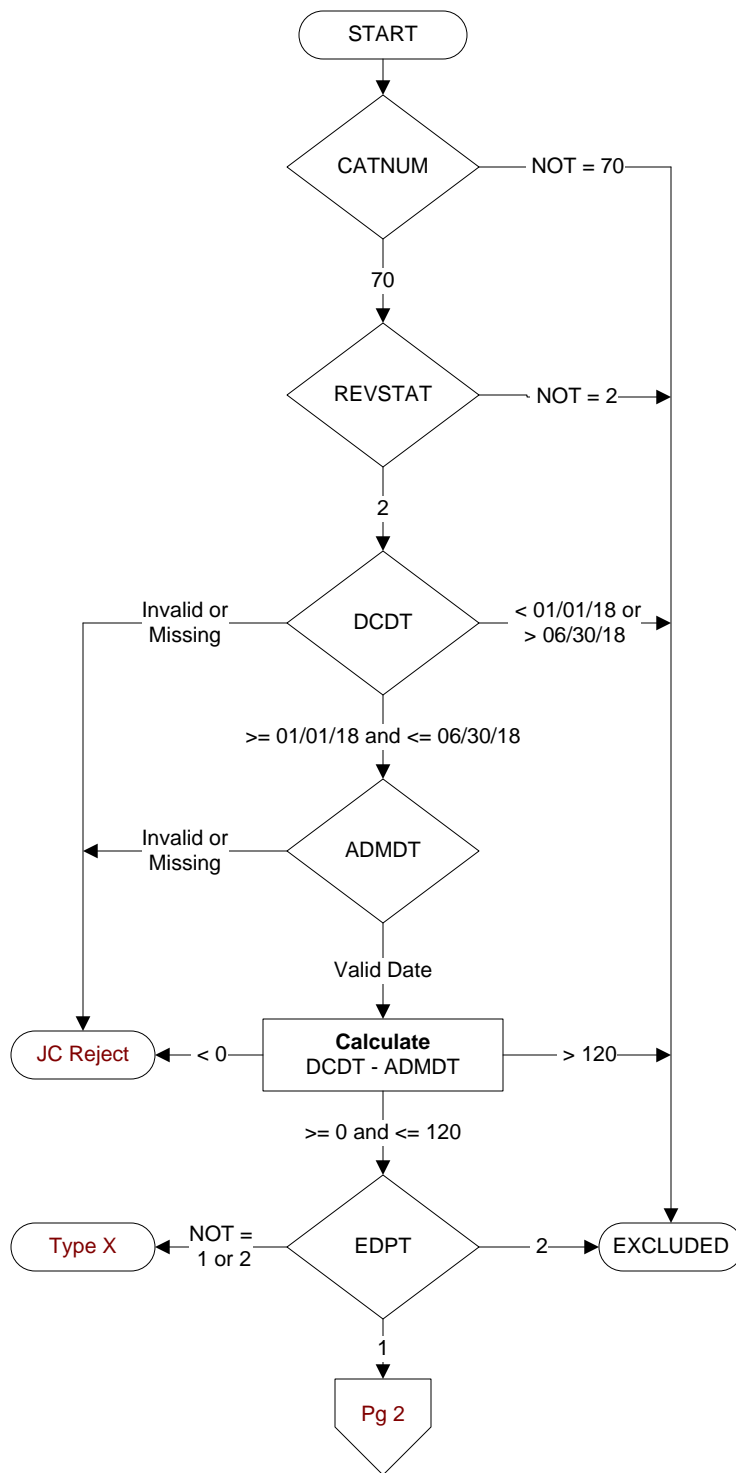 START
CATNUM
NOT = 70
70
REVSTAT
NOT = 2
2
Invalid or
Missing
DCDT
< 01/01/18 or
> 06/30/18
>= 01/01/18 and <= 06/30/18
Invalid or
Missing
ADMDT
Valid Date
JC Reject
< 0
Calculate
DCDT - ADMDT
> 120
>= 0 and <= 120
Type X
NOT =
1 or 2
EDPT
2
EXCLUDED
1
Pg 2